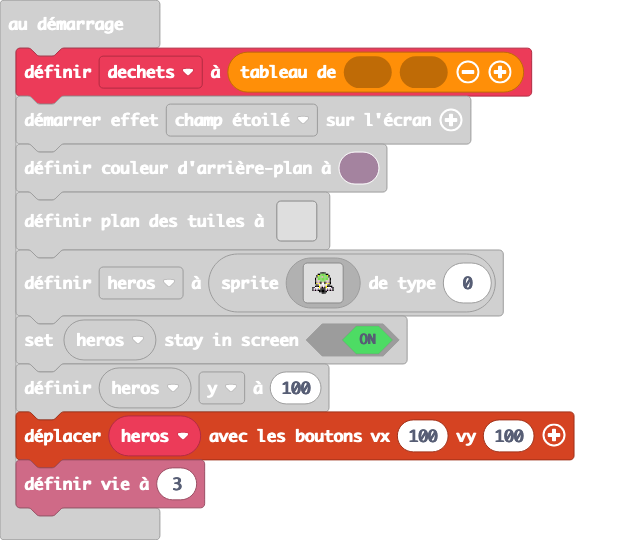 au démarrage
définir dechets à tableau de
démarrer effet champ étoilé sur l'écran
définir couleur d'arrière-plan à
définir plan des tuiles à
définir heros à sprite de type 0
set heros stay in screen ON
définir heros y à 100
déplacer heros avec les boutons vx 100 vy 100
définir vie à 3